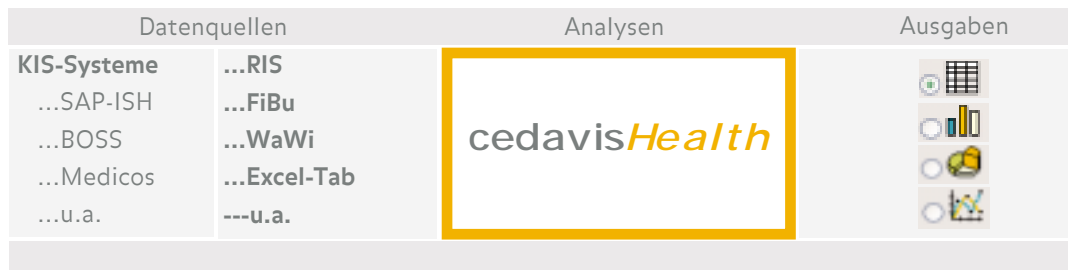 Datenquellen
Analysen
Ausgaben
KIS-Systeme
...SAP-ISH
...BOSS
...Medicos
...u.a.
...RIS
...FiBu
...WaWi
...Excel-Tab
---u.a.
cedavisHealth